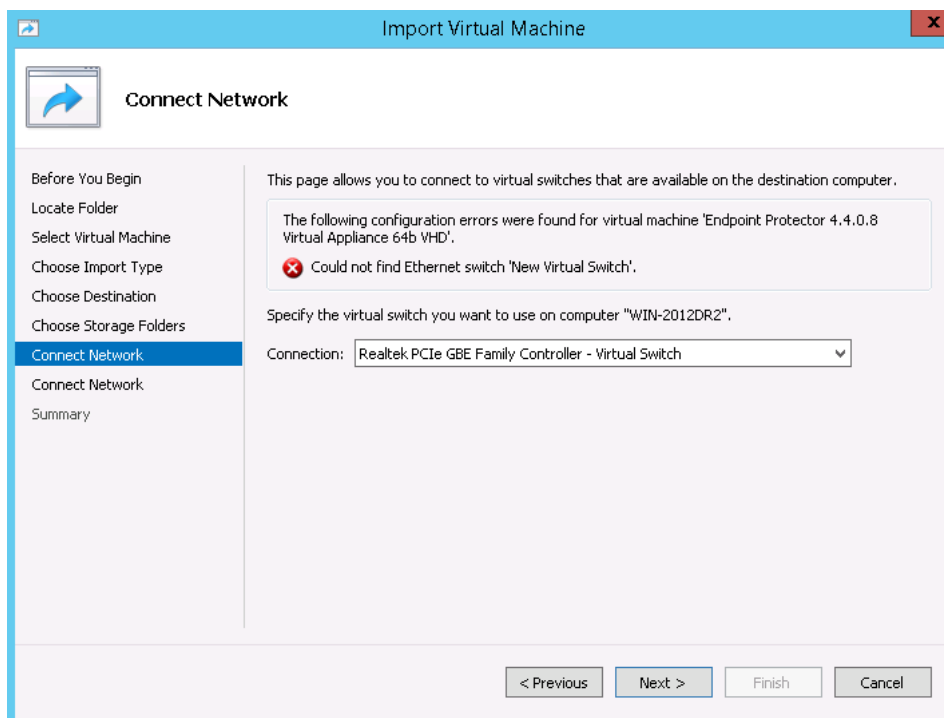 Import Virtual Machine
x
Connect Network
Before You Begin
Locate Folder
Select Virtual Machine
Choose Import Type
Choose Destination
Choose Storage Folders
Connect Network
Connect Network
Summary
This page allows you to connect to virtual switches that are available on the destination computer.
The following configuration errors were found for virtual machine 'Endpoint Protector 4.4.0.8
Virtual Appliance 64b VHD'.
Could not find Ethernet switch 'New Virtual Switch'.
Specify the virtual switch you want to use on computer "WIN-2012DR2".
Connection: Realtek PCIe GBE Family Controller - Virtual Switch
< Previous Next > Finish Cancel